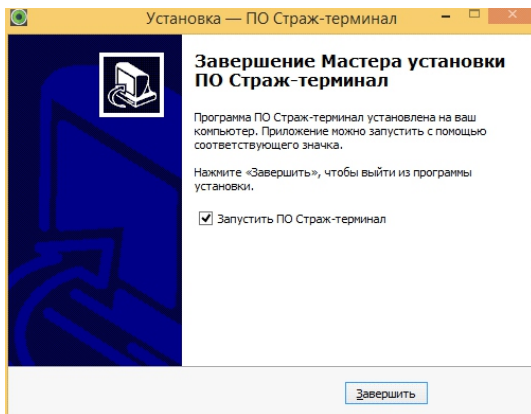 Установка — ПО Страж-терминал
Завершение Мастера установки
ПО Страж-терминал
Программа ПО Страж-терминал установлена на ваш
компьютер. Приложение можно запустить с помощью
соответствующего значка.
Нажмите «Завершить», чтобы выйти из программы
установки.
Запустить ПО Страж-терминал
Завершить